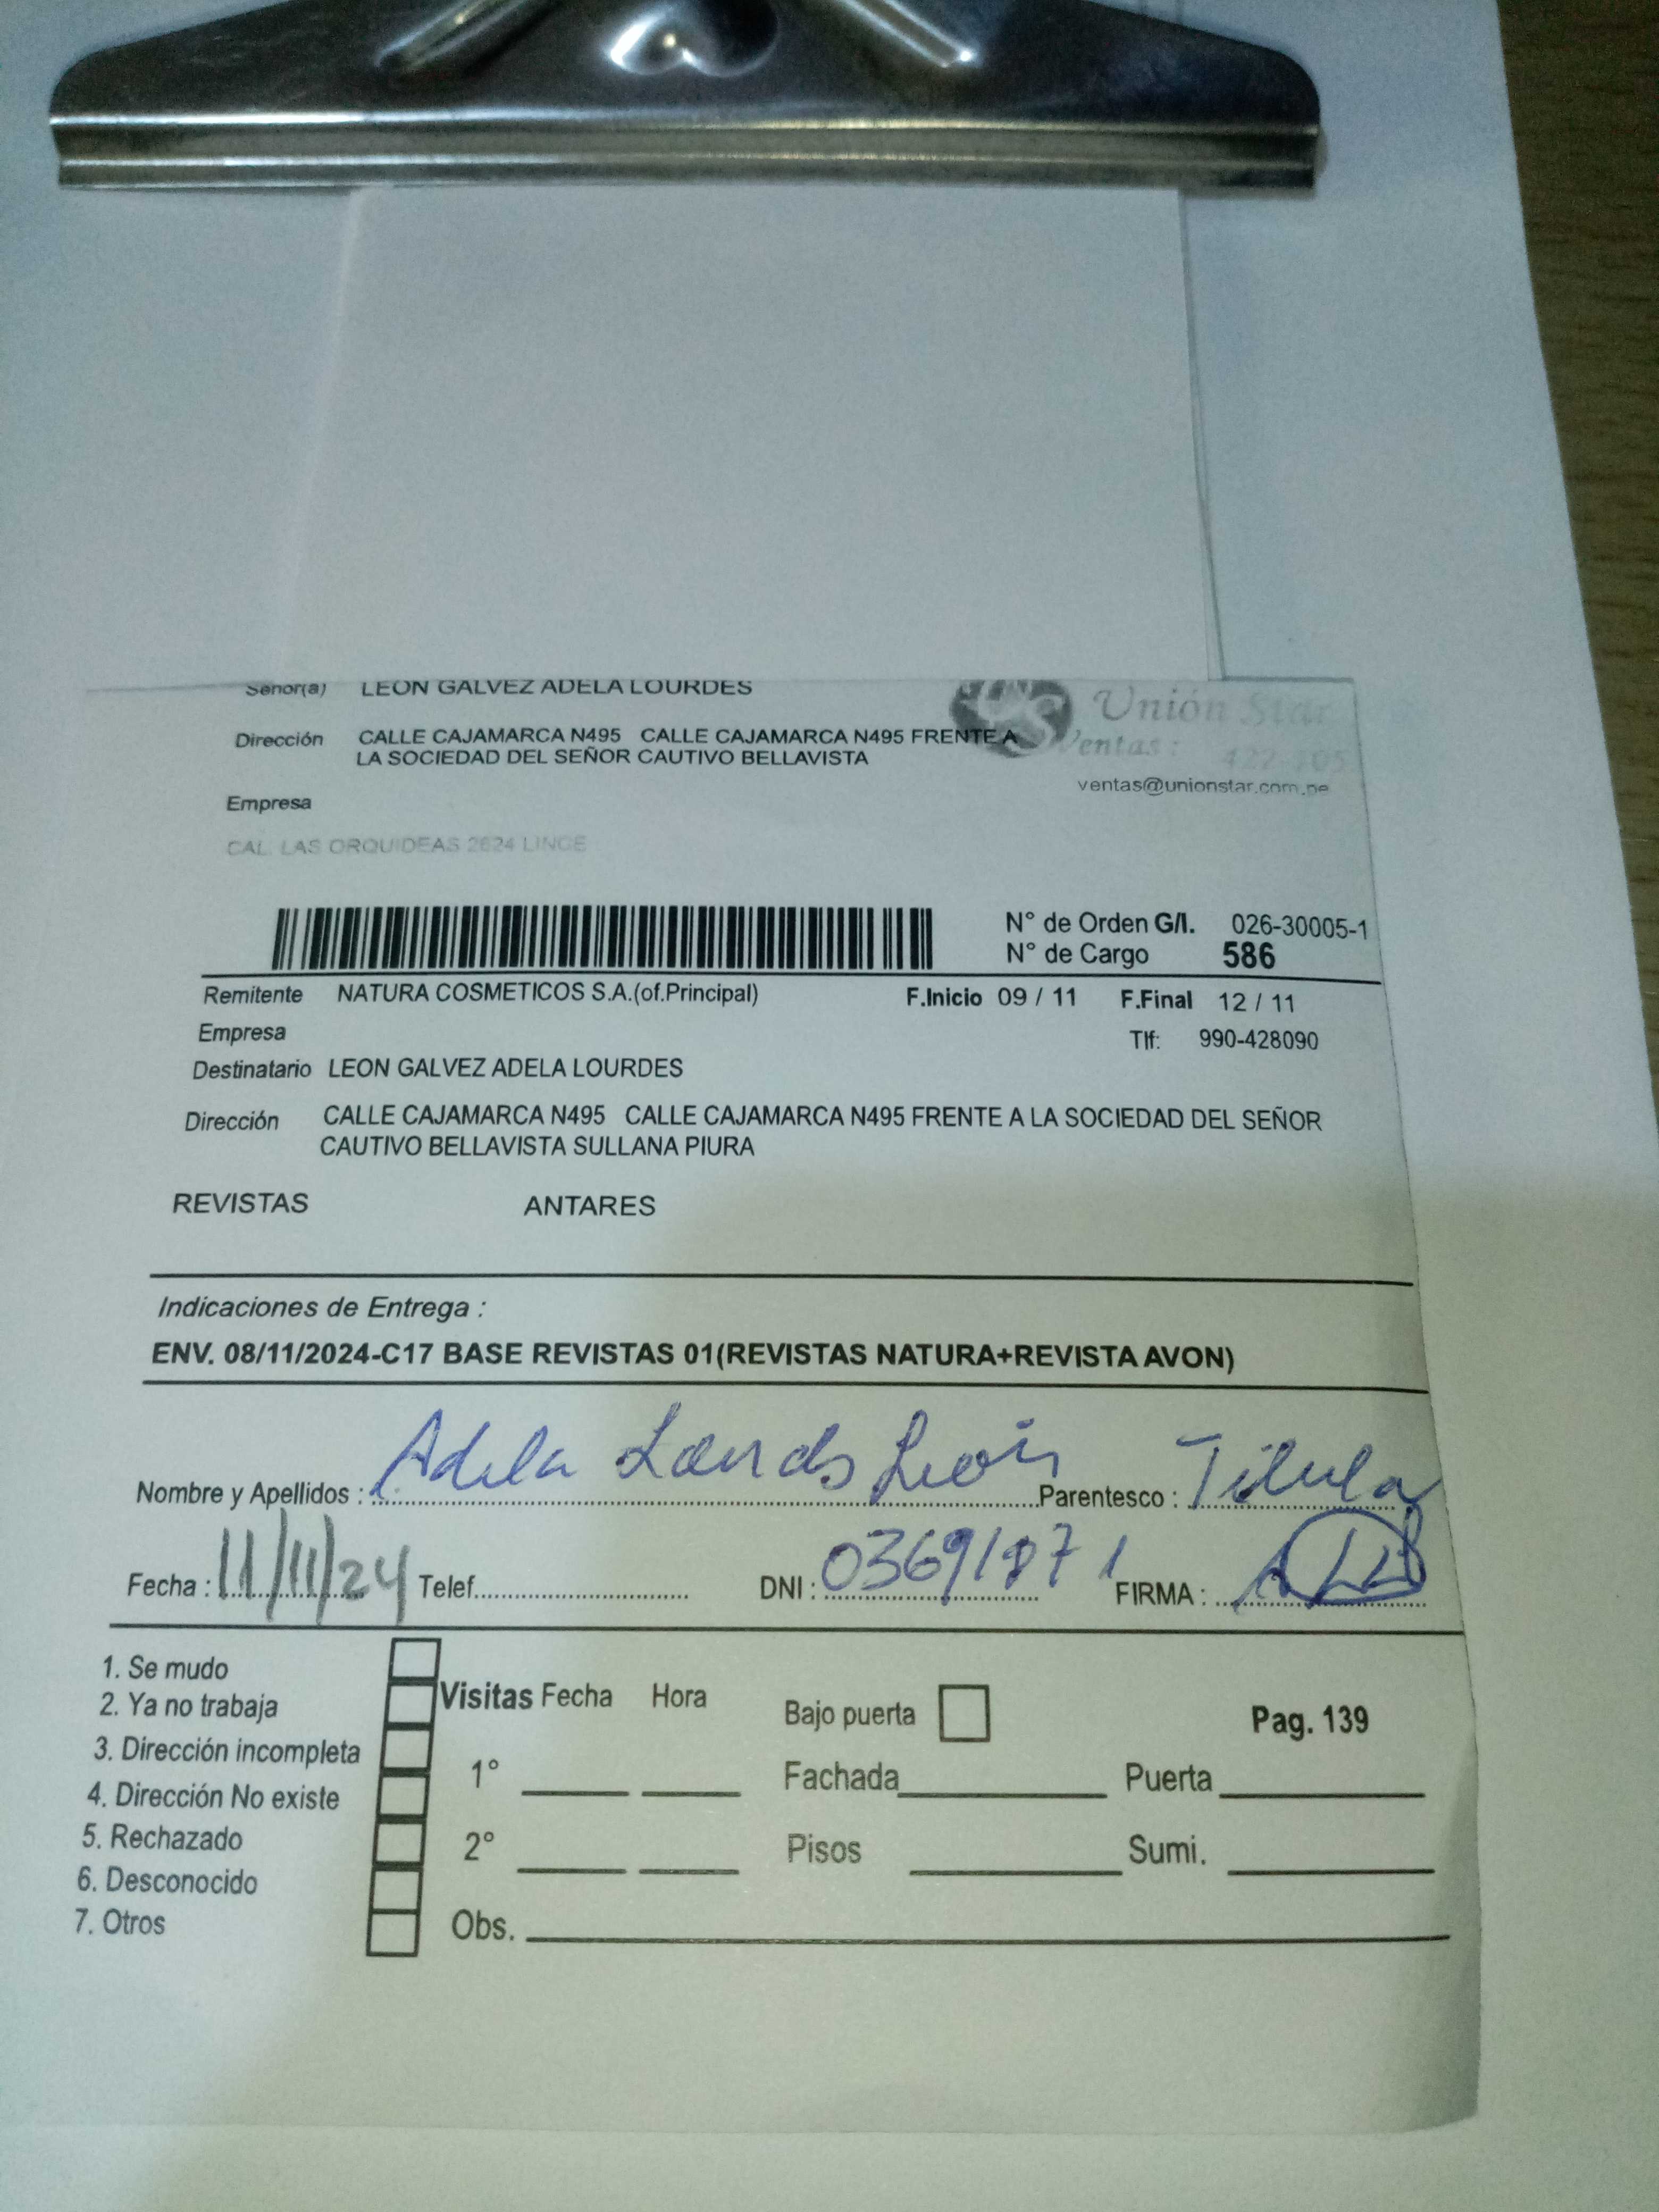 Señor(a) LEON GALVEZ ADELA LOURDES
Unión Star
Dirección CALLE CAJAMARCA N495 CALLE CAJAMARCA N495 FRENTE A
LA SOCIEDAD DEL SEÑOR CAUTIVO BELLAVISTA
Ventas :
ventas@unionstar.com.pe
Empresa
CAL. LAS ORQUIDEAS 2624 LINCE
N° de Orden G/I. 026-30005-1
N° de Cargo 586
Remitente NATURA COSMETICOS S.A.(of.Principal) F.Inicio 09 / 11 F.Final 12 / 11
Empresa Tlf: 990-428090
Destinatario LEON GALVEZ ADELA LOURDES
Dirección CALLE CAJAMARCA N495 CALLE CAJAMARCA N495 FRENTE A LA SOCIEDAD DEL SEÑOR
CAUTIVO BELLAVISTA SULLANA PIURA
REVISTAS ANTARES
Indicaciones de Entrega :
ENV. 08/11/2024-C17 BASE REVISTAS 01(REVISTAS NATURA+REVISTA AVON)
Nombre y Apellidos : Adela León Parentesco :
Fecha : 11/11/24 Telef. DNI : FIRMA :
1. Se mudo
2. Ya no trabaja
3. Dirección incompleta
4. Dirección No existe
5. Rechazado
6. Desconocido
7. Otros
Visitas Fecha Hora Bajo puerta Pag. 139
1° Fachada Puerta
2° Pisos Sumi.
Obs.